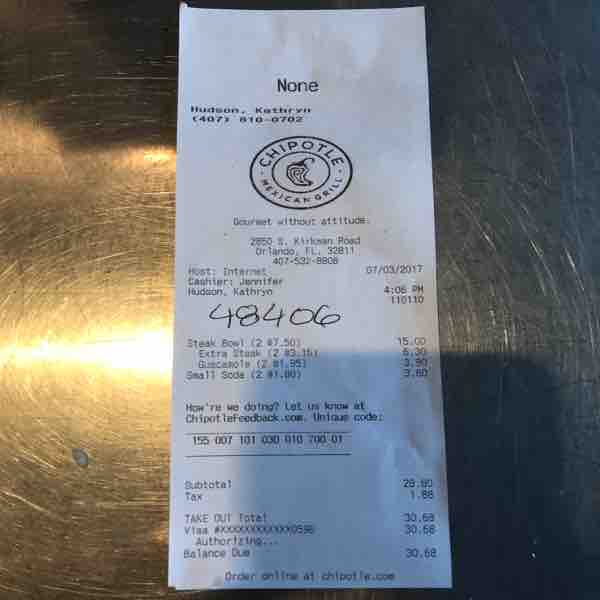 None
Hudson, Kathryn
(407) 810-0702
CHIPOTLE
MEXICAN GRILL
Gourmet without attitude.
2850 S. Kirkman Road
Orlando, FL, 32811
407-532-8808
Host: Internet 07/03/2017
Cashier: Jennifer
Hudson, Kathryn 4:06 PM
110110
48406
Steak Bowl (2 @7.50) 15.00
Extra Steak (2 @3.15) 6.30
Guacamole (2 @1.95) 3.90
Small Soda (2 @1.80) 3.60
How're we doing? Let us know at
ChipotleFeedback.com. Unique code:
155 007 101 030 010 700 01
Subtotal 28.80
Tax 1.88
TAKE OUT Total 30.68
Visa #XXXXXXXXXXXX0596 30.68
Authorizing...
Balance Due 30.68
Order online at chipotle.com